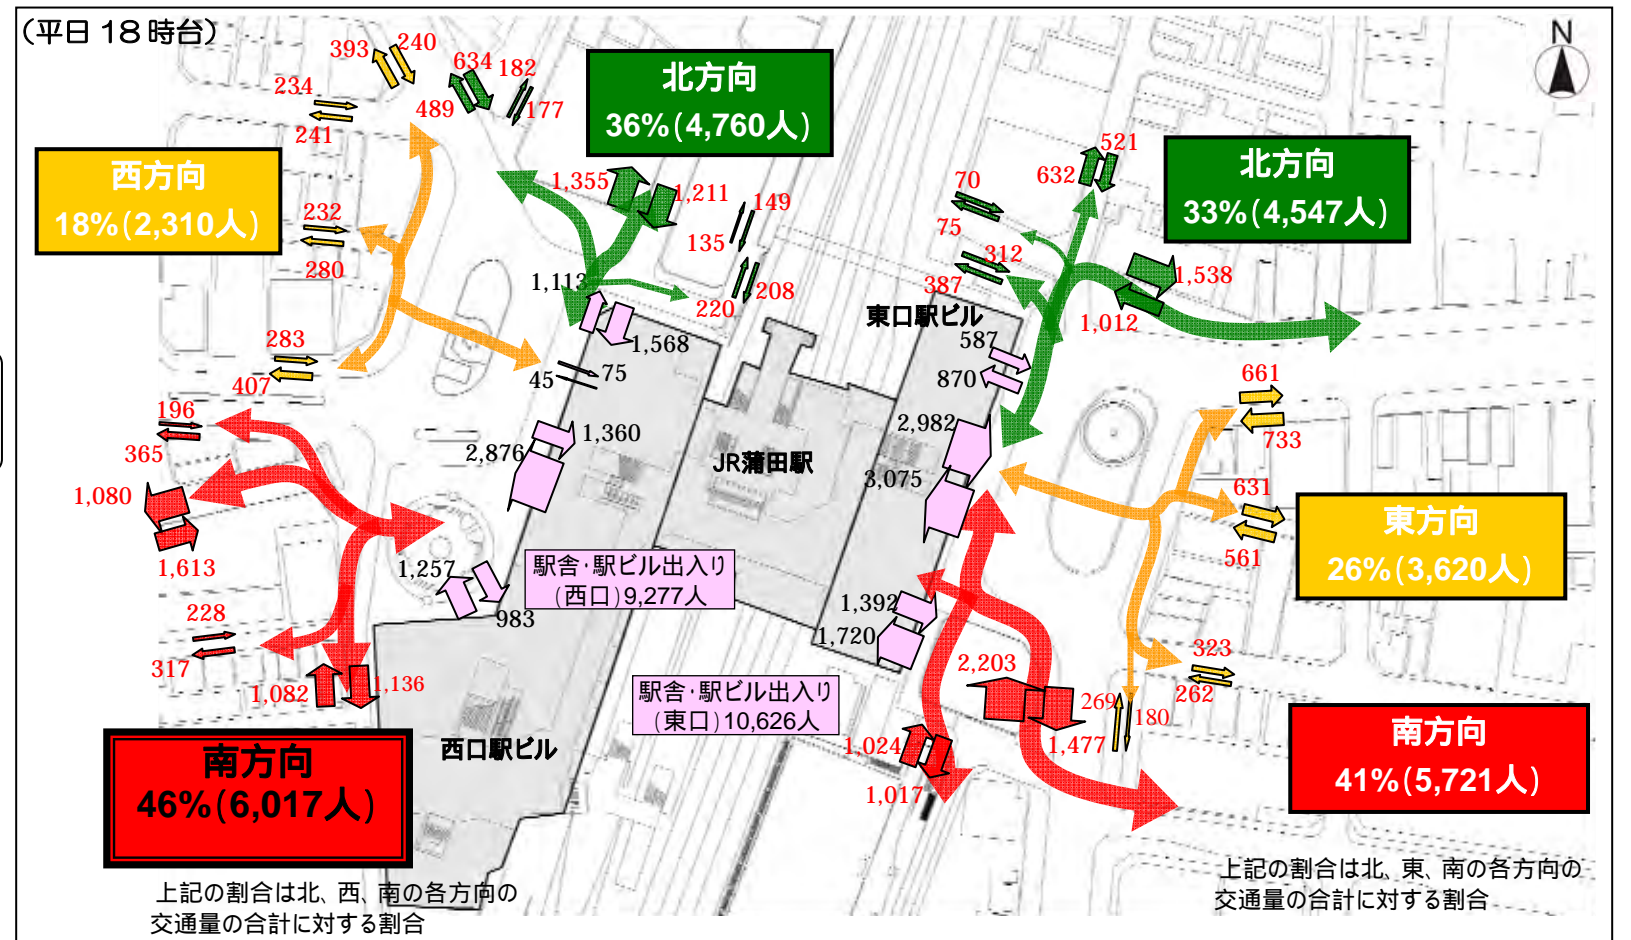 (平日18時台)
N
393
240
634
182
234
489
177
241
北方向
36%(4,760人)
西方向
18%(2,310人)
北方向
33%(4,547人)
521
632
70
75
1,355
1,211
149
135
232
280
312
387
1,538
1,012
1,113
220
208
東口駅ビル
283
407
1,568
45
75
587
870
661
733
196
365
2,876
1,360
JR蒲田駅
2,982
3,075
1,080
1,613
631
561
東方向
26%(3,620人)
1,257
983
駅舎・駅ビル出入り
(西口)9,277人
1,392
1,720
228
317
1,082
1,136
駅舎・駅ビル出入り
(東口)10,626人
2,203
1,477
323
262
269
180
南方向
46%(6,017人)
西口駅ビル
1,024
1,017
南方向
41%(5,721人)
上記の割合は北、西、南の各方向の
交通量の合計に対する割合
上記の割合は北、東、南の各方向の
交通量の合計に対する割合